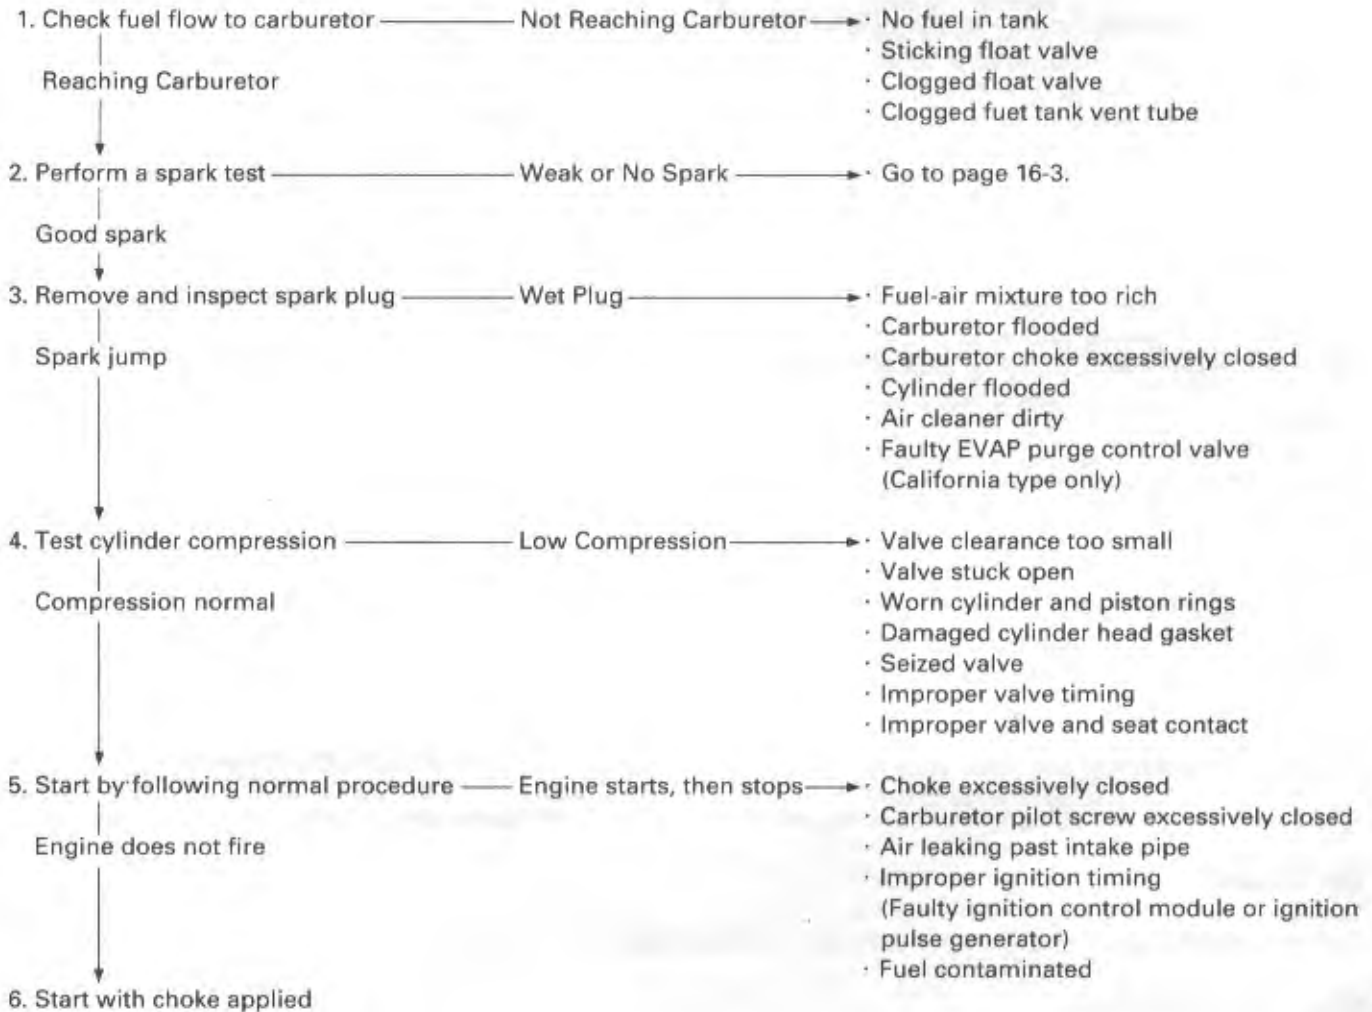 1. Check fuel flow to carburetor Not Reaching Carburetor · No fuel in tank
· Sticking float valve
Reaching Carburetor · Clogged float valve
· Clogged fuet tank vent tube
2. Perform a spark test Weak or No Spark · Go to page 16-3.
Good spark
3. Remove and inspect spark plug Wet Plug · Fuel-air mixture too rich
· Carburetor flooded
Spark jump · Carburetor choke excessively closed
· Cylinder flooded
· Air cleaner dirty
· Faulty EVAP purge control valve
(California type only)
4. Test cylinder compression Low Compression · Valve clearance too small
· Valve stuck open
Compression normal · Worn cylinder and piston rings
· Damaged cylinder head gasket
· Seized valve
· Improper valve timing
· Improper valve and seat contact
5. Start by following normal procedure Engine starts, then stops · Choke excessively closed
· Carburetor pilot screw excessively closed
Engine does not fire · Air leaking past intake pipe
· Improper ignition timing
(Faulty ignition control module or ignition
pulse generator)
· Fuel contaminated
6. Start with choke applied